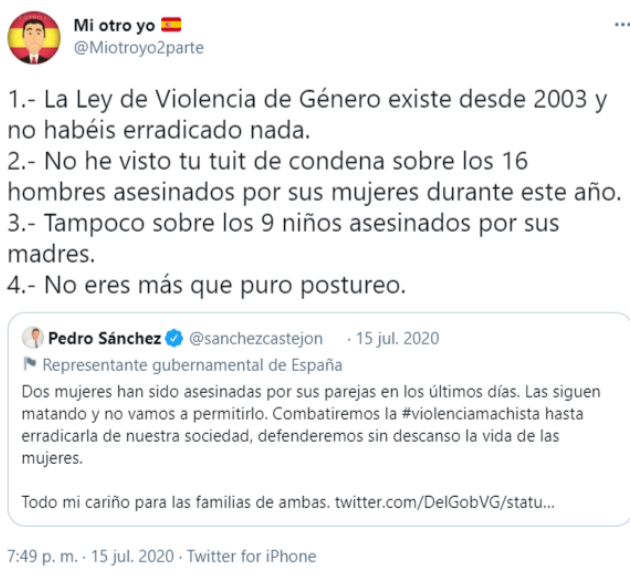 Mi otro yo 🇪🇸
@Miotroyo2parte
1.- La Ley de Violencia de Género existe desde 2003 y
no habéis erradicado nada.
2.- No he visto tu tuit de condena sobre los 16
hombres asesinados por sus mujeres durante este año.
3.- Tampoco sobre los 9 niños asesinados por sus
madres.
4.- No eres más que puro postureo.
Pedro Sánchez @sanchezcastejon · 15 jul. 2020
Representante gubernamental de España
Dos mujeres han sido asesinadas por sus parejas en los últimos días. Las siguen
matando y no vamos a permitirlo. Combatiremos la #violenciamachista hasta
erradicarla de nuestra sociedad, defenderemos sin descanso la vida de las
mujeres.
Todo mi cariño para las familias de ambas. twitter.com/DelGobVG/statu...
7:49 p. m. · 15 jul. 2020 · Twitter for iPhone